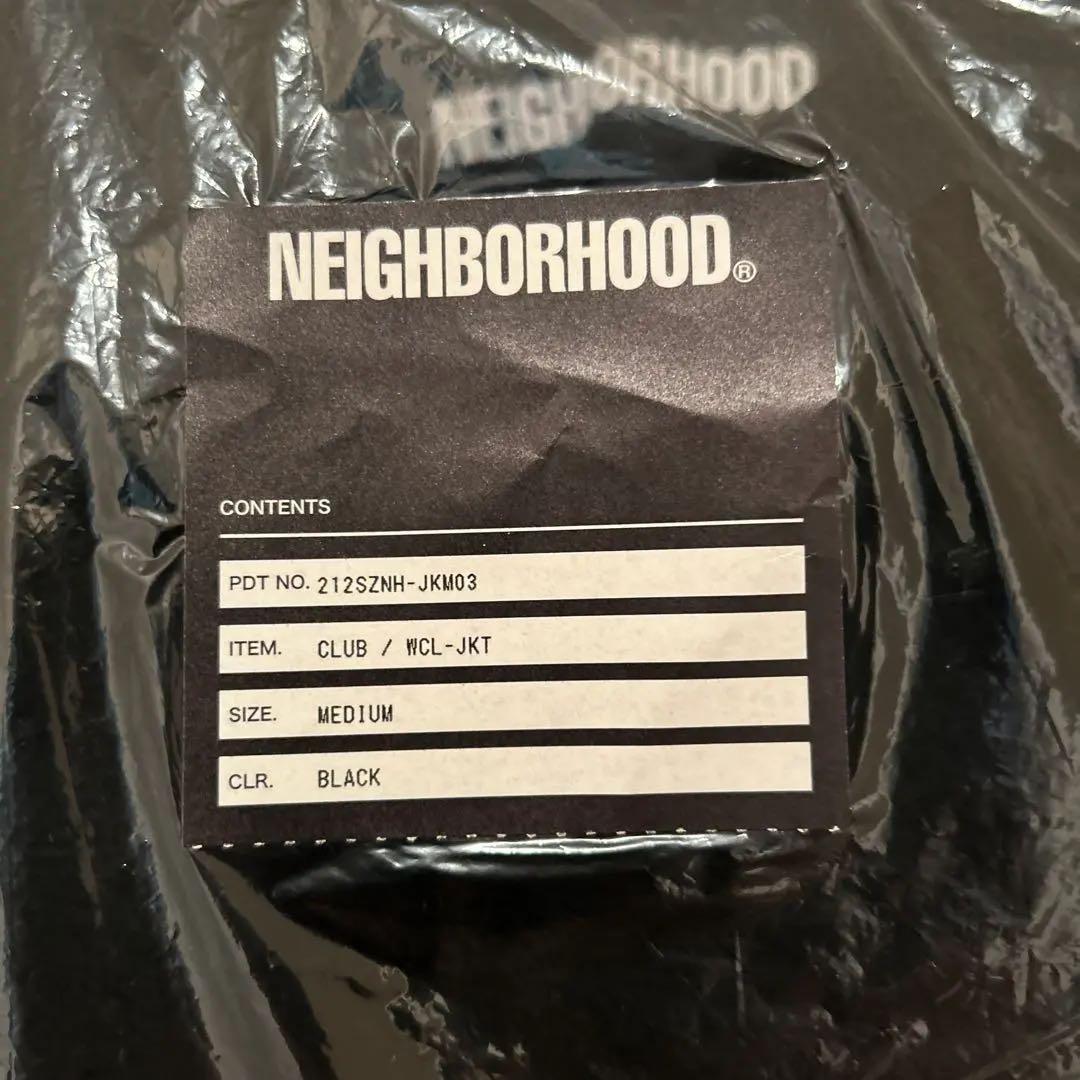 NEIGHBORHOOD
NEIGHBORHOOD®
CONTENTS
PDT NO. 212SZNH-JKM03
ITEM. CLUB / WCL-JKT
SIZE. MEDIUM
CLR. BLACK